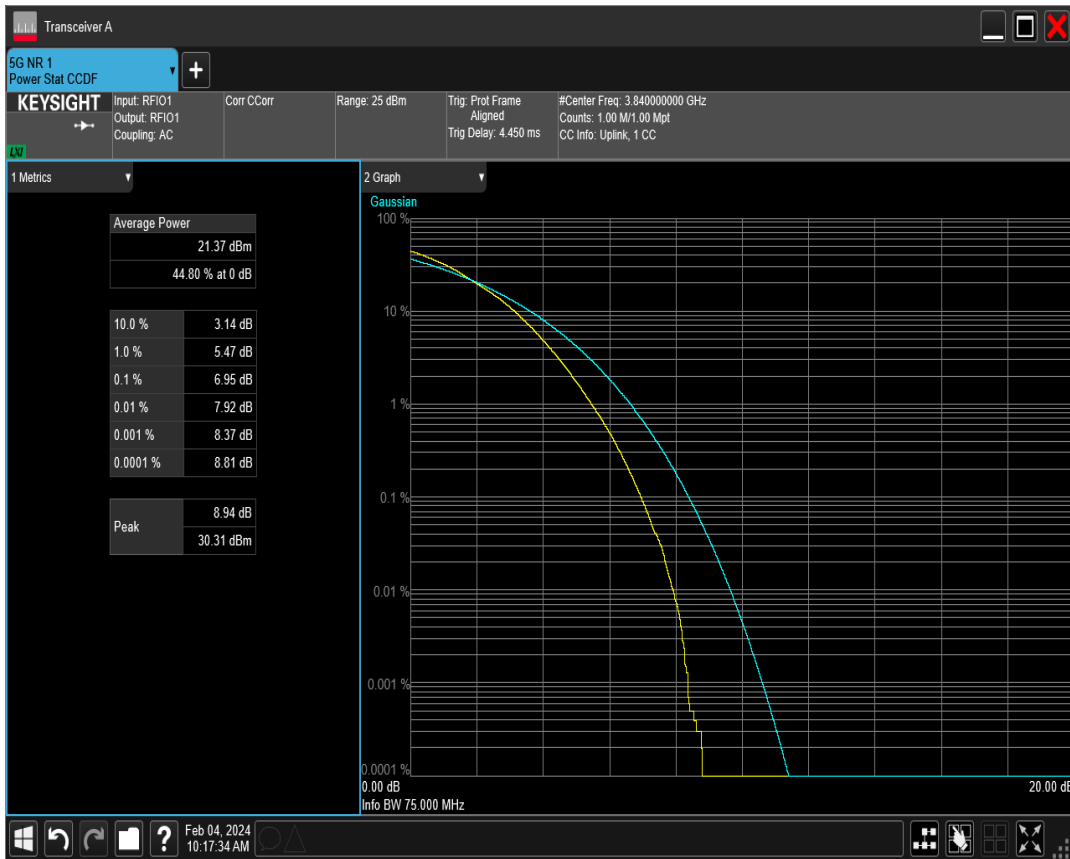 Transceiver A
5G NR 1
Power Stat CCDF
+
KEYSIGHT
LXI
Input: RFIO1
Output: RFIO1
Coupling: AC
Corr CCorr
Range: 25 dBm
Trig: Prot Frame
Aligned
Trig Delay: 4.450 ms
#Center Freq: 3.840000000 GHz
Counts: 1.00 M/1.00 Mpt
CC Info: Uplink, 1 CC
1 Metrics
Average Power
21.37 dBm
44.80 % at 0 dB
10.0 % 3.14 dB
1.0 % 5.47 dB
0.1 % 6.95 dB
0.01 % 7.92 dB
0.001 % 8.37 dB
0.0001 % 8.81 dB
Peak 8.94 dB
30.31 dBm
2 Graph
Gaussian
100 %
10 %
1 %
0.1 %
0.01 %
0.001 %
0.0001 %
0.00 dB 20.00 dB
Info BW 75.000 MHz
?
Feb 04, 2024
10:17:34 AM